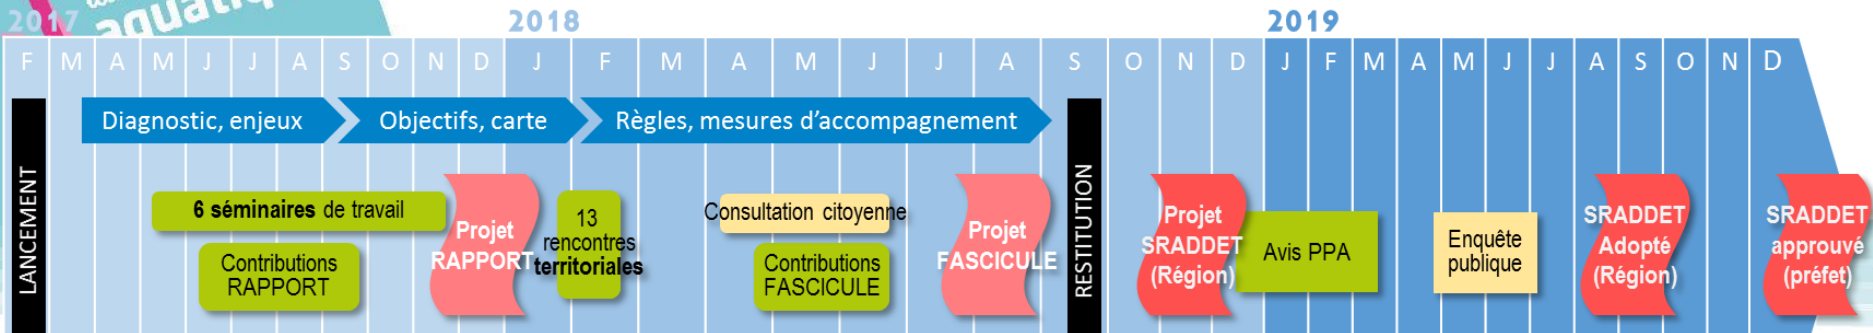 aquatiq
2017 2018 2019
F M A M J J A S O N D J F M A M J J A S O N D J F M A M J J A S O N D
Diagnostic, enjeux
Objectifs, carte
Règles, mesures d'accompagnement
LANCEMENT
6 séminaires de travail
Contributions
RAPPORT
Projet
RAPPORT
13
rencontres
territoriales
Consultation citoyenne
Contributions
FASCICULE
Projet
FASCICULE
RESTITUTION
Projet
SRADDET
(Région)
Avis PPA
Enquête
publique
SRADDET
Adopté
(Région)
SRADDET
approuvé
(préfet)